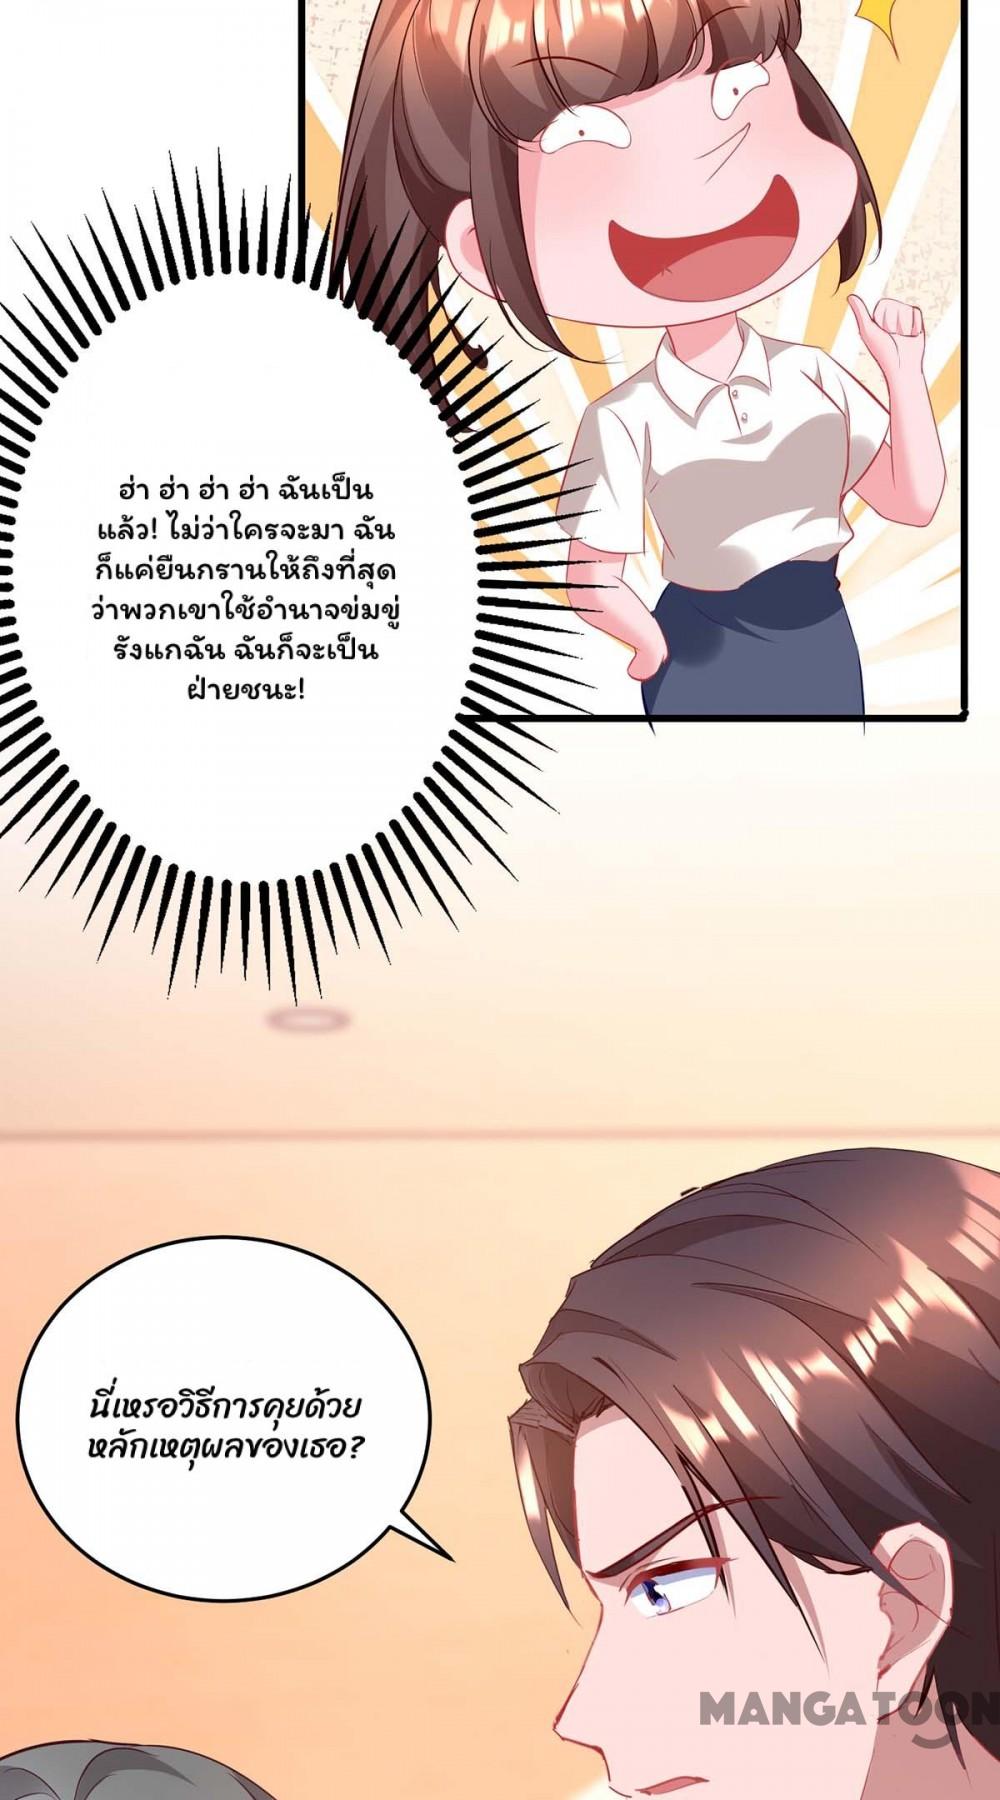 ฮ่า ฮ่า ฮ่า ฮ่า ฉันเป็น
แล้ว! ไม่ว่าใครจะมา ฉัน
ก็แค่ยืนกรานให้ถึงที่สุด
ว่าพวกเขาใช้อำนาจข่มขู่
รังแกฉัน ฉันก็จะเป็น
ฝ่ายชนะ!
นี่เหรอวิธีการคุยด้วย
หลักเหตุผลของเธอ?
MANGATOON